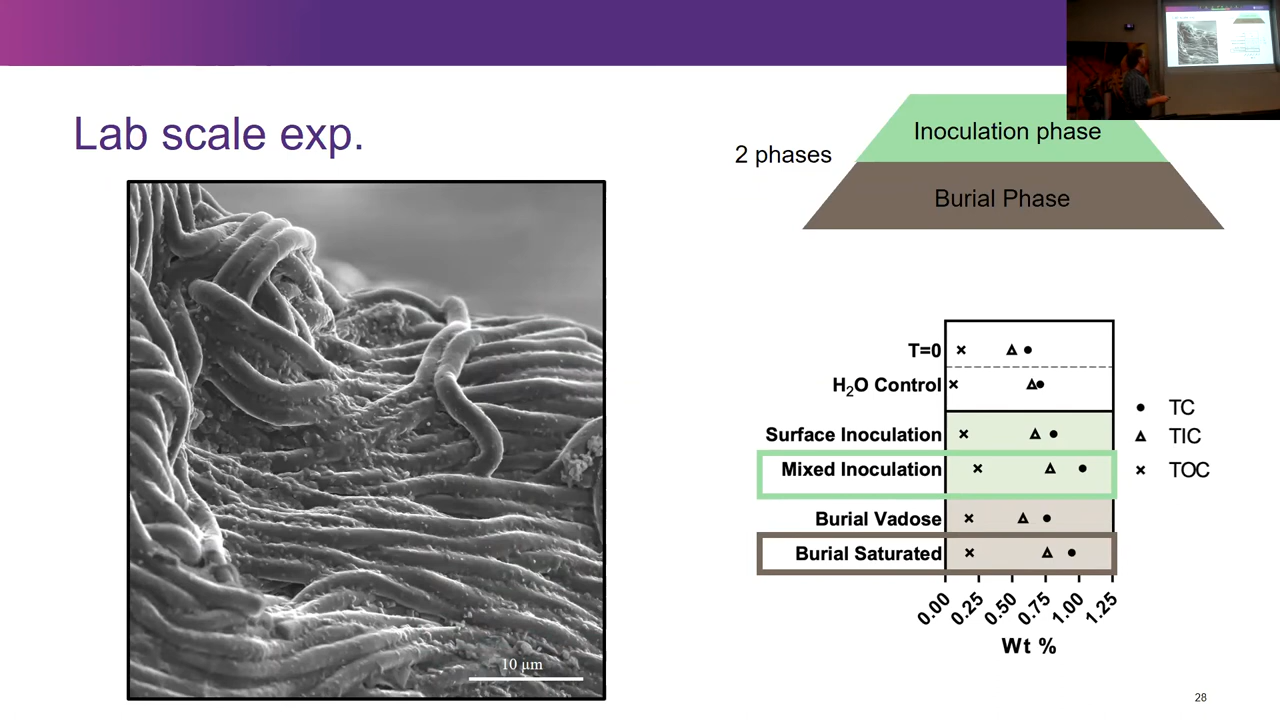 Lab scale exp.
2 phases
Inoculation phase
Burial Phase
10 µm
T=0
H₂O Control
Surface Inoculation
Mixed Inoculation
Burial Vadose
Burial Saturated
TC
TIC
TOC
0.00 0.25 0.50 0.75 1.00 1.25
Wt %
28